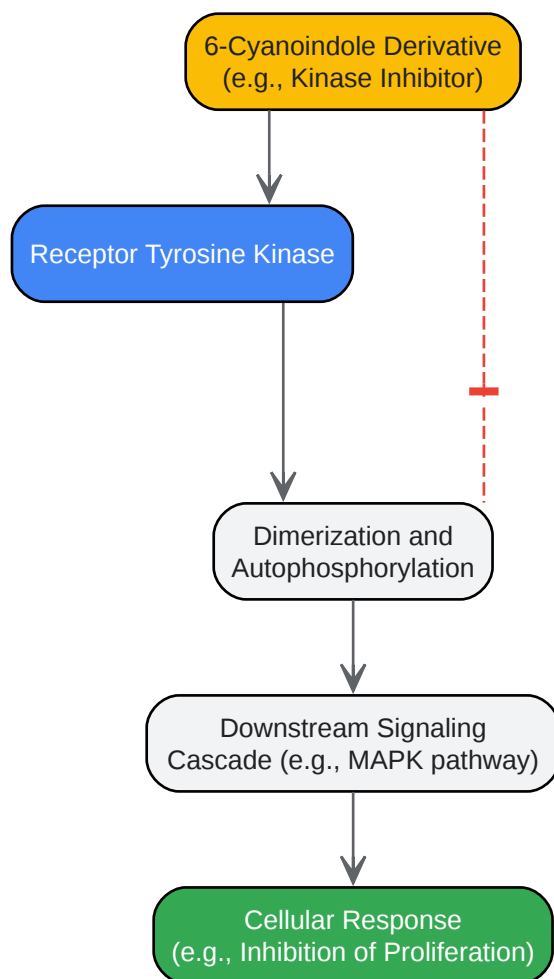 6-Cyanoindole Derivative
(e.g., Kinase Inhibitor)
Receptor Tyrosine Kinase
Dimerization and
Autophosphorylation
Downstream Signaling
Cascade (e.g., MAPK pathway)
Cellular Response
(e.g., Inhibition of Proliferation)